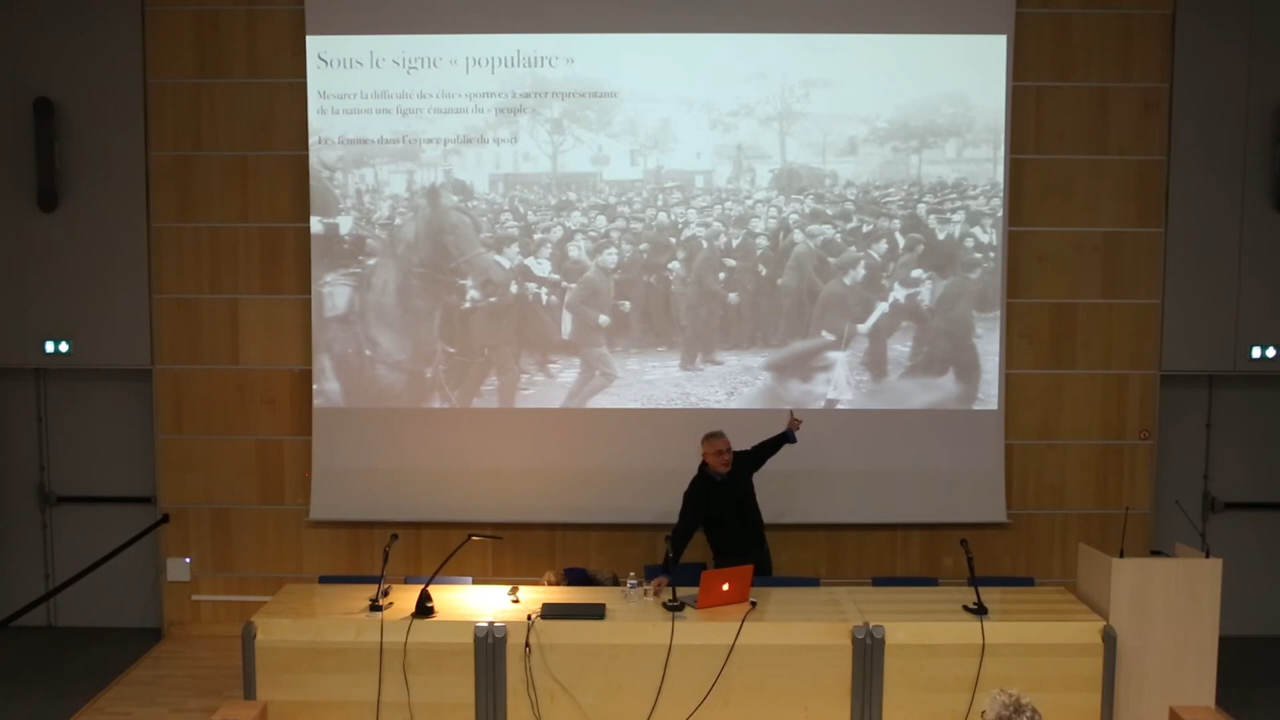 Sous le signe « populaire »
Mesurer la difficulté des élites sportives à sacrer représentante
de la nation une figure émanant du « peuple »
Les femmes dans l'espace public du sport